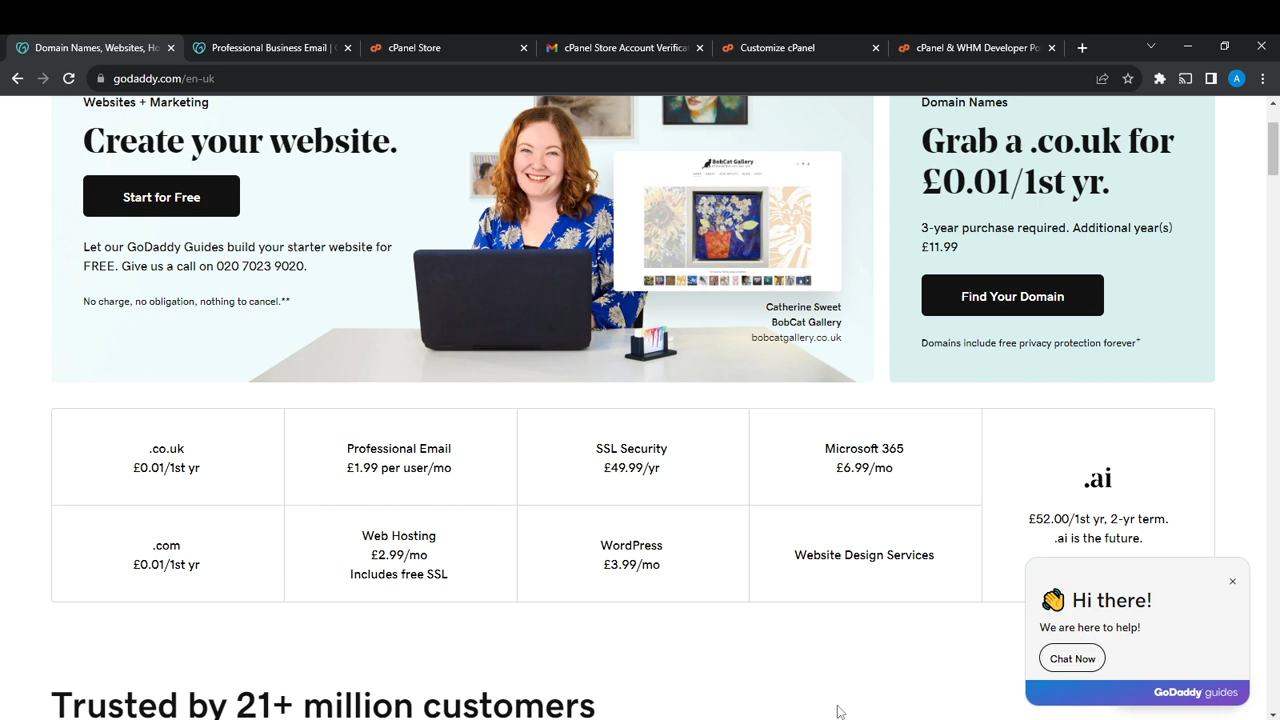 Domain Names, Websites, Ho
Professional Business Email | 
cPanel Store
cPanel Store Account Verificat
Customize cPanel
cPanel & WHM Developer Po
godaddy.com/en-uk
A
Websites + Marketing
Create your website.
Start for Free
Let our GoDaddy Guides build your starter website for
FREE. Give us a call on 020 7023 9020.
No charge, no obligation, nothing to cancel.**
BobCat Gallery
Catherine Sweet
BobCat Gallery
bobcatgallery.co.uk
Domain Names
Grab a .co.uk for
£0.01/1st yr.
3-year purchase required. Additional year(s)
£11.99
Find Your Domain
Domains include free privacy protection forever+
.co.uk
£0.01/1st yr
Professional Email
£1.99 per user/mo
SSL Security
£49.99/yr
Microsoft 365
£6.99/mo
.ai
£52.00/1st yr, 2-yr term.
.ai is the future.
.com
£0.01/1st yr
Web Hosting
£2.99/mo
Includes free SSL
WordPress
£3.99/mo
Website Design Services
Hi there!
We are here to help!
Chat Now
GoDaddy guides
Trusted by 21+ million customers